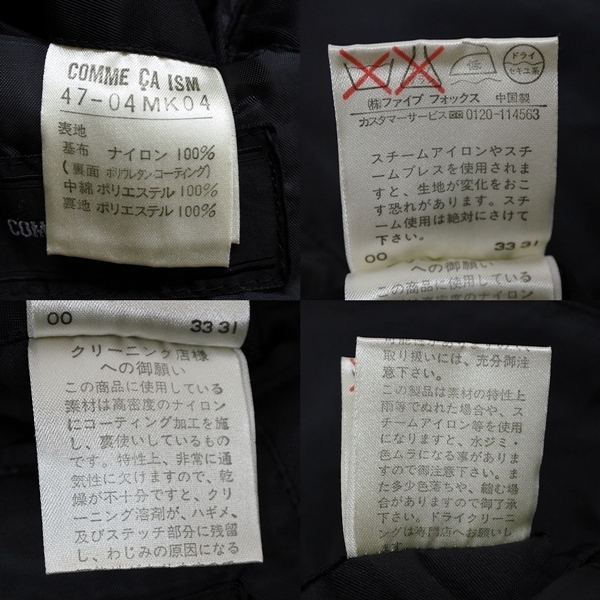 COMME ÇA ISM
47-04MK04
表地
基布 ナイロン 100%
(裏面 ポリウレタンコーティング)
中綿 ポリエステル 100%
裏地 ポリエステル 100%
COM
低
ドライ
セキユ系
(株)ファイブ フォックス 中国製
カスタマーサービス 0120-114563
スチームアイロンやスチ
ームプレスを使用されま
すと、生地が変化をおこ
す恐れがあります。スチ
ーム使用は絶対にさけて
下さい。
00 3331
への御願い
この商品に使用している
00 3331
クリーニング店様
への御願い
この商品に使用している
素材は高密度のナイロン
にコーティング加工を施
し、裏使いしているもの
です。特性上、非常に通
気性に欠けますので、乾
燥が不十分ですと、クリ
ーニング溶剤が、ハギメ、
及びステッチ部分に残留
し、わじみの原因になる
取り扱いには、充分御注
意下さい。
この製品は素材の特性上
雨等でぬれた場合や、ス
チームアイロン等を使用
になりますと、水ジミ・
色ムラになる事がありま
すので御注意下さい。ま
た多少色落ちや、縮む場
合がありますので御了承
下さい。ドライクリーニ
ングは専門店へお願いし
ます。